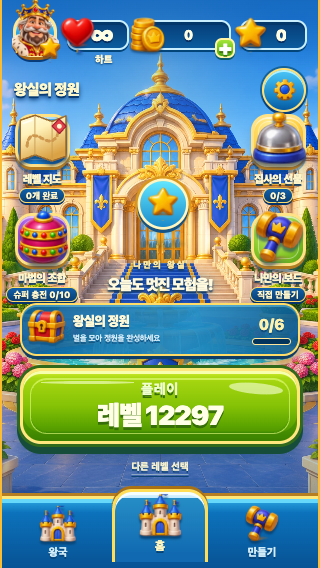 ∞
0
0
하트
왕실의 정원
레벨 지도
0개 완료
집사의 선물
0/3
마법의 조합
슈퍼 충전 0/10
나만의 보드
직접 만들기
나만의 왕실
오늘도 멋진 모험을!
왕실의 정원
별을 모아 정원을 완성하세요
0/6
플레이
레벨 12297
다른 레벨 선택
왕국
홈
만들기